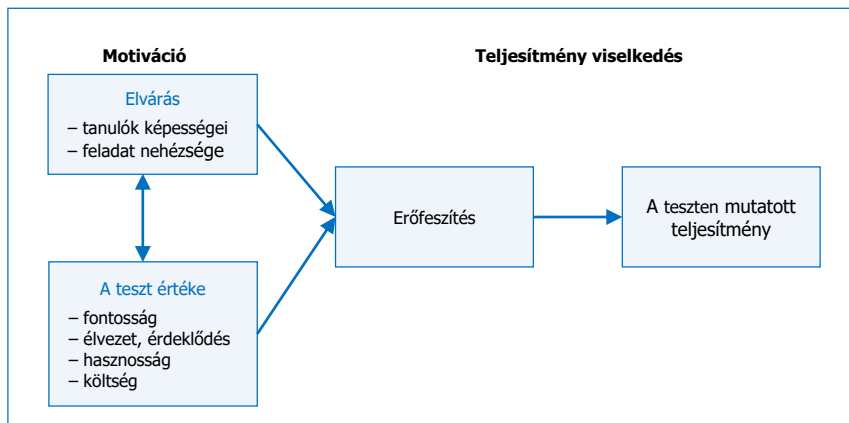 Motiváció
Teljesítmény viselkedés
Elvárás
– tanulók képességei
– feladat nehézsége
Erőfeszítés
A teszten mutatott
teljesítmény
A teszt értéke
– fontosság
– élvezet, érdeklődés
– hasznosság
– költség